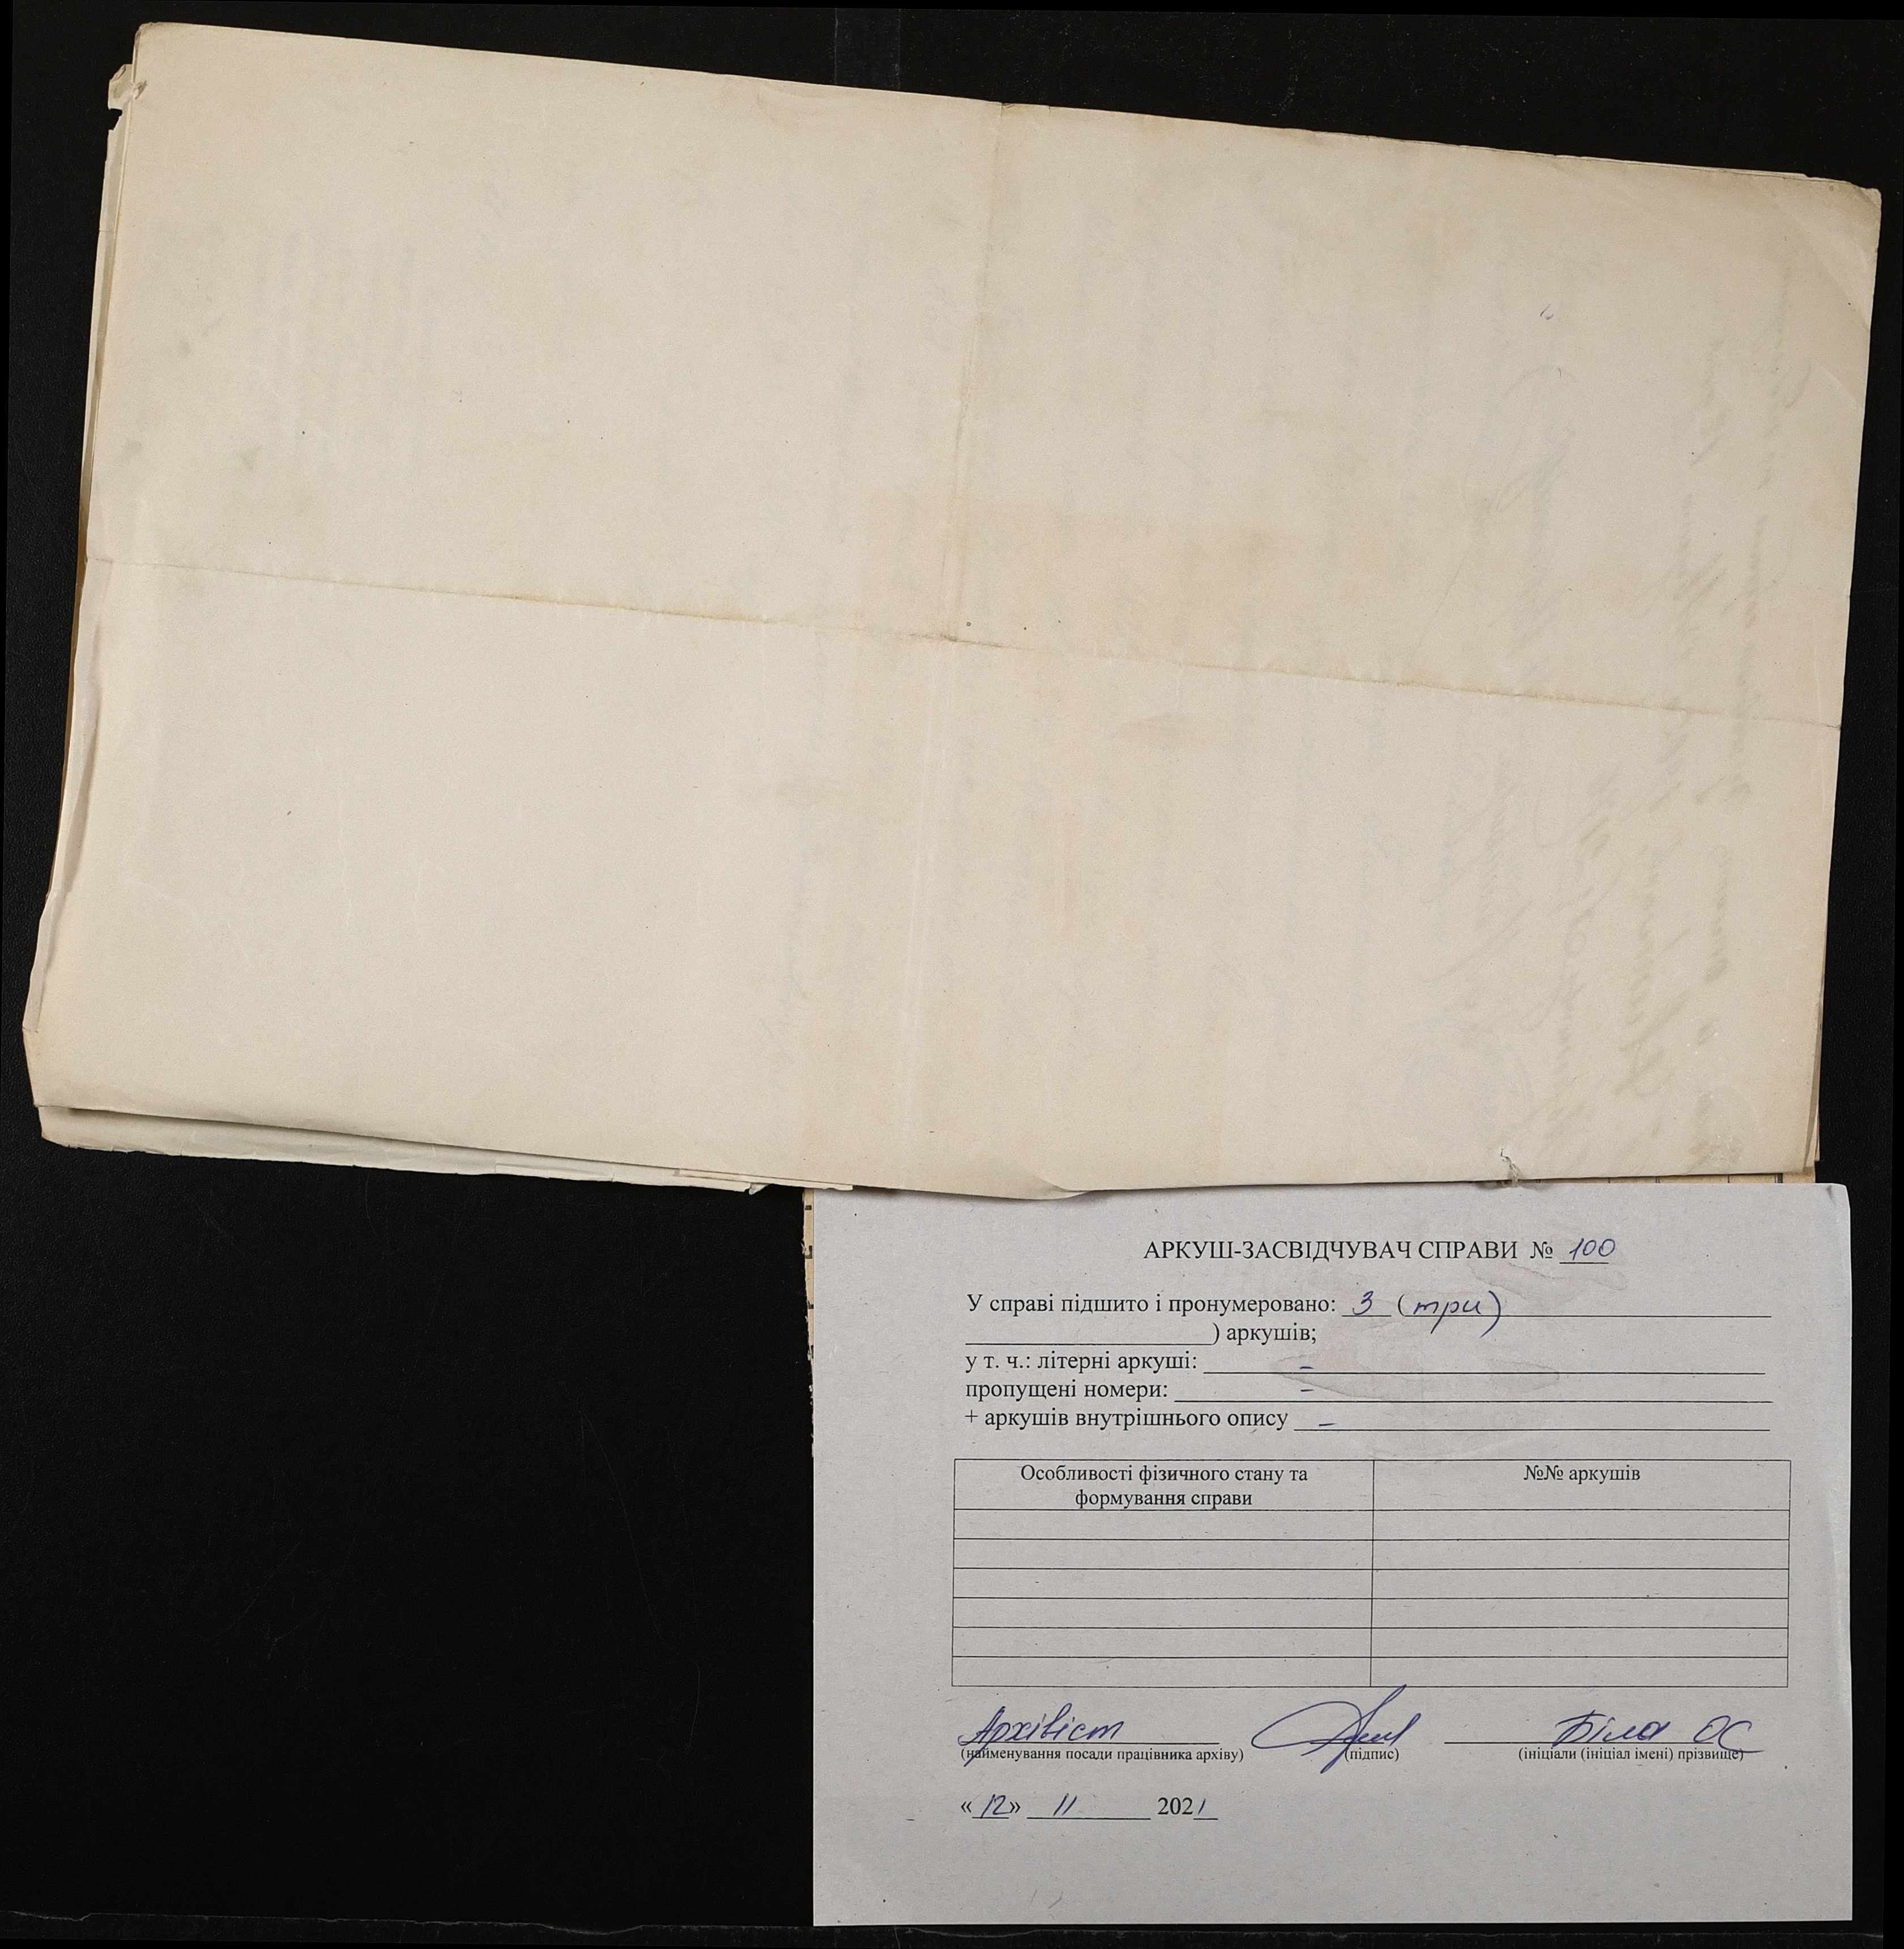 АРКУШ-ЗАСВІДЧУВАЧ СПРАВИ № 100
У справі підшито і пронумеровано: 3 (три)
) аркушів;
у т. ч.: літерні аркуші: –
пропущені номери: –
+ аркушів внутрішнього опису –
Особливості фізичного стану та формування справи №№ аркушів
Архівіст Біла ОС
(найменування посади працівника архіву) (підпис) (ініціали (ініціал імені) прізвище)
«12» 11 2021